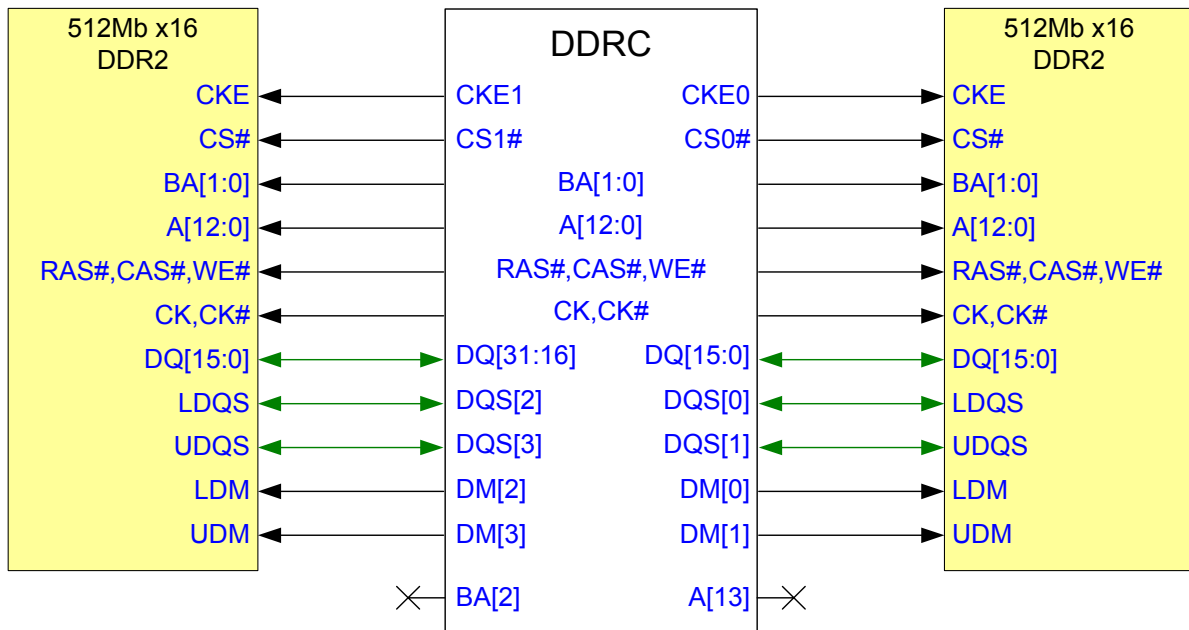 512Mb x16
DDR2
CKE
CS#
BA[1:0]
A[12:0]
RAS#,CAS#,WE#
CK,CK#
DQ[15:0]
LDQS
UDQS
LDM
UDM
DDRC
CKE1 CKE0
CS1# CS0#
BA[1:0]
A[12:0]
RAS#,CAS#,WE#
CK,CK#
DQ[31:16] DQ[15:0]
DQS[2] DQS[0]
DQS[3] DQS[1]
DM[2] DM[0]
DM[3] DM[1]
BA[2] A[13]
512Mb x16
DDR2
CKE
CS#
BA[1:0]
A[12:0]
RAS#,CAS#,WE#
CK,CK#
DQ[15:0]
LDQS
UDQS
LDM
UDM